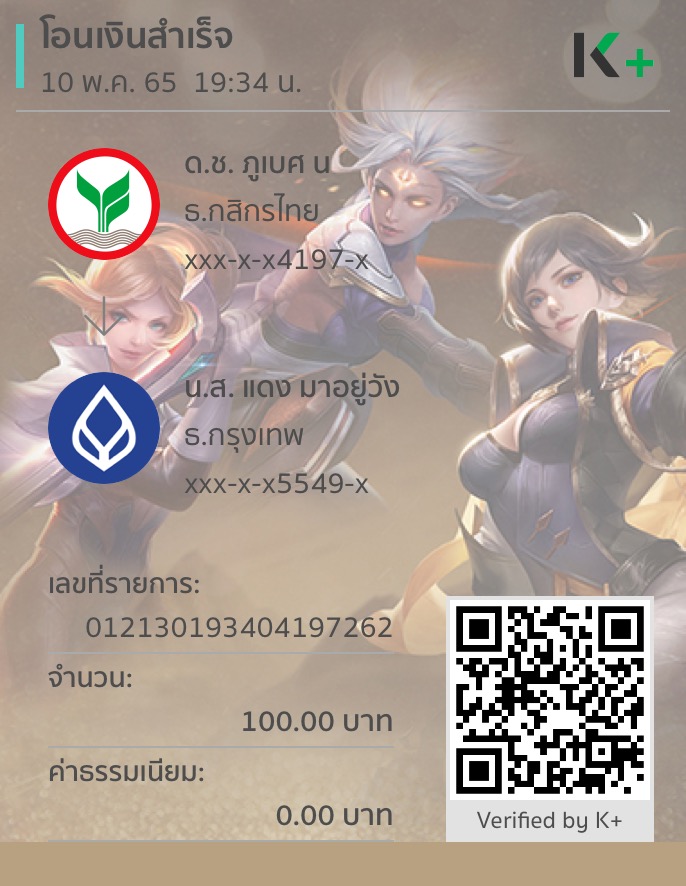 โอนเงินสำเร็จ
10 พ.ค. 65 19:34 น.
K+
ด.ช. ภูเบศ น
ธ.กสิกรไทย
xxx-x-x4197-x
น.ส. แดง มาอยู่วัง
ธ.กรุงเทพ
xxx-x-x5549-x
เลขที่รายการ:
012130193404197262
จำนวน:
100.00 บาท
ค่าธรรมเนียม:
0.00 บาท
Verified by K+